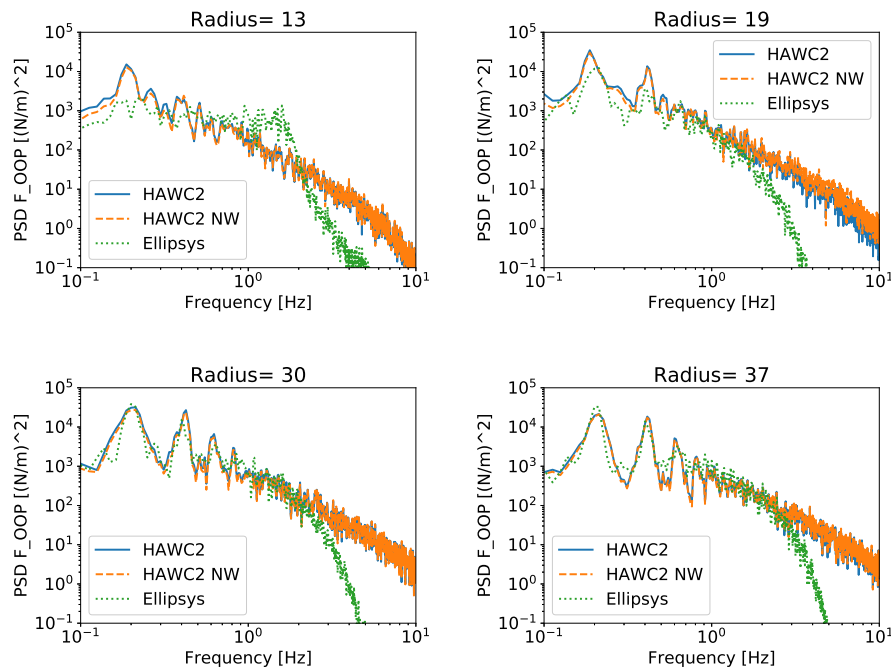 Radius= 13
10^5
10^4
10^3
10^2
10^1
10^0
10^-1
PSD F_OOP [(N/m)^2]
HAWC2
HAWC2 NW
Ellipsys
10^-1 10^0 10^1
Frequency [Hz]
Radius= 19
10^5
10^4
10^3
10^2
10^1
10^0
10^-1
PSD F_OOP [(N/m)^2]
HAWC2
HAWC2 NW
Ellipsys
10^-1 10^0 10^1
Frequency [Hz]
Radius= 30
10^5
10^4
10^3
10^2
10^1
10^0
10^-1
PSD F_OOP [(N/m)^2]
HAWC2
HAWC2 NW
Ellipsys
10^-1 10^0 10^1
Frequency [Hz]
Radius= 37
10^5
10^4
10^3
10^2
10^1
10^0
10^-1
PSD F_OOP [(N/m)^2]
HAWC2
HAWC2 NW
Ellipsys
10^-1 10^0 10^1
Frequency [Hz]